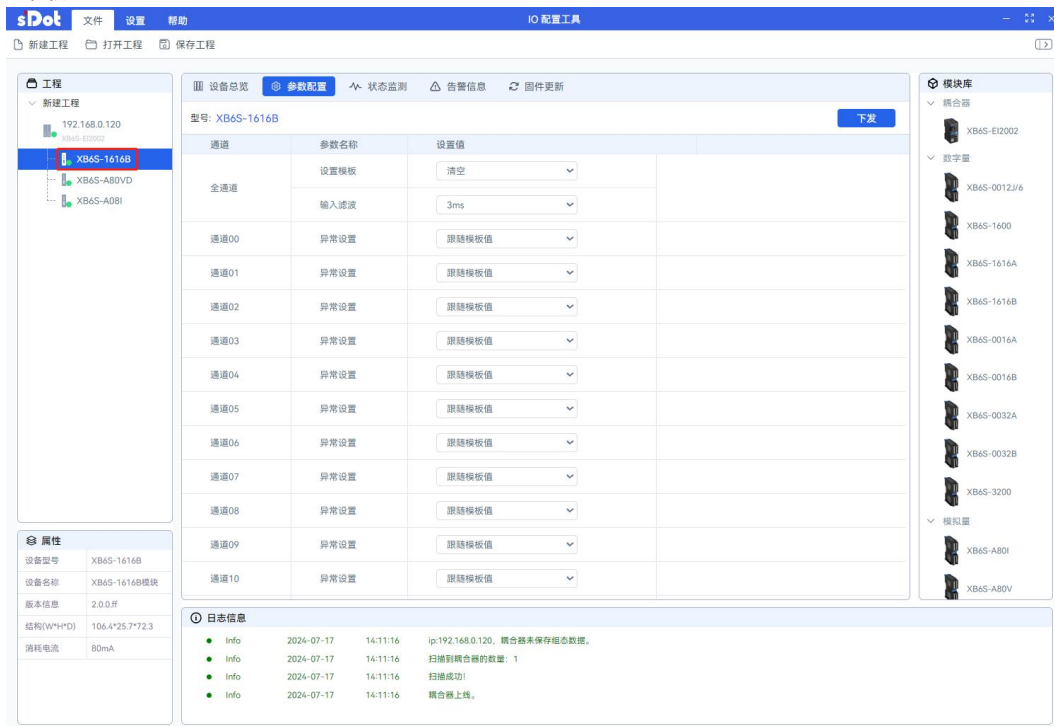 sDot 文件 设置 帮助 IO 配置工具
新建工程 打开工程 保存工程
工程
新建工程
192.168.0.120
XB6S-EI2002
XB6S-1616B
XB6S-A80VD
XB6S-A08I
设备总览 参数配置 状态监测 告警信息 固件更新
型号: XB6S-1616B 下发
通道 参数名称 设置值
全通道
设置模板 清空
输入滤波 3ms
通道00 异常设置 跟随模板值
通道01 异常设置 跟随模板值
通道02 异常设置 跟随模板值
通道03 异常设置 跟随模板值
通道04 异常设置 跟随模板值
通道05 异常设置 跟随模板值
通道06 异常设置 跟随模板值
通道07 异常设置 跟随模板值
通道08 异常设置 跟随模板值
通道09 异常设置 跟随模板值
通道10 异常设置 跟随模板值
模块库
耦合器
XB6S-EI2002
数字量
XB6S-0012J/6
XB6S-1600
XB6S-1616A
XB6S-1616B
XB6S-0016A
XB6S-0016B
XB6S-0032A
XB6S-0032B
XB6S-3200
模拟量
XB6S-A80I
XB6S-A80V
属性
设备型号 XB6S-1616B
设备名称 XB6S-1616B模块
版本信息 2.0.0.ff
结构(W*H*D) 106.4*25.7*72.3
消耗电流 80mA
日志信息
Info 2024-07-17 14:11:16 ip:192.168.0.120，耦合器未保存组态数据。
Info 2024-07-17 14:11:16 扫描到耦合器的数量：1
Info 2024-07-17 14:11:16 扫描成功!
Info 2024-07-17 14:11:16 耦合器上线。